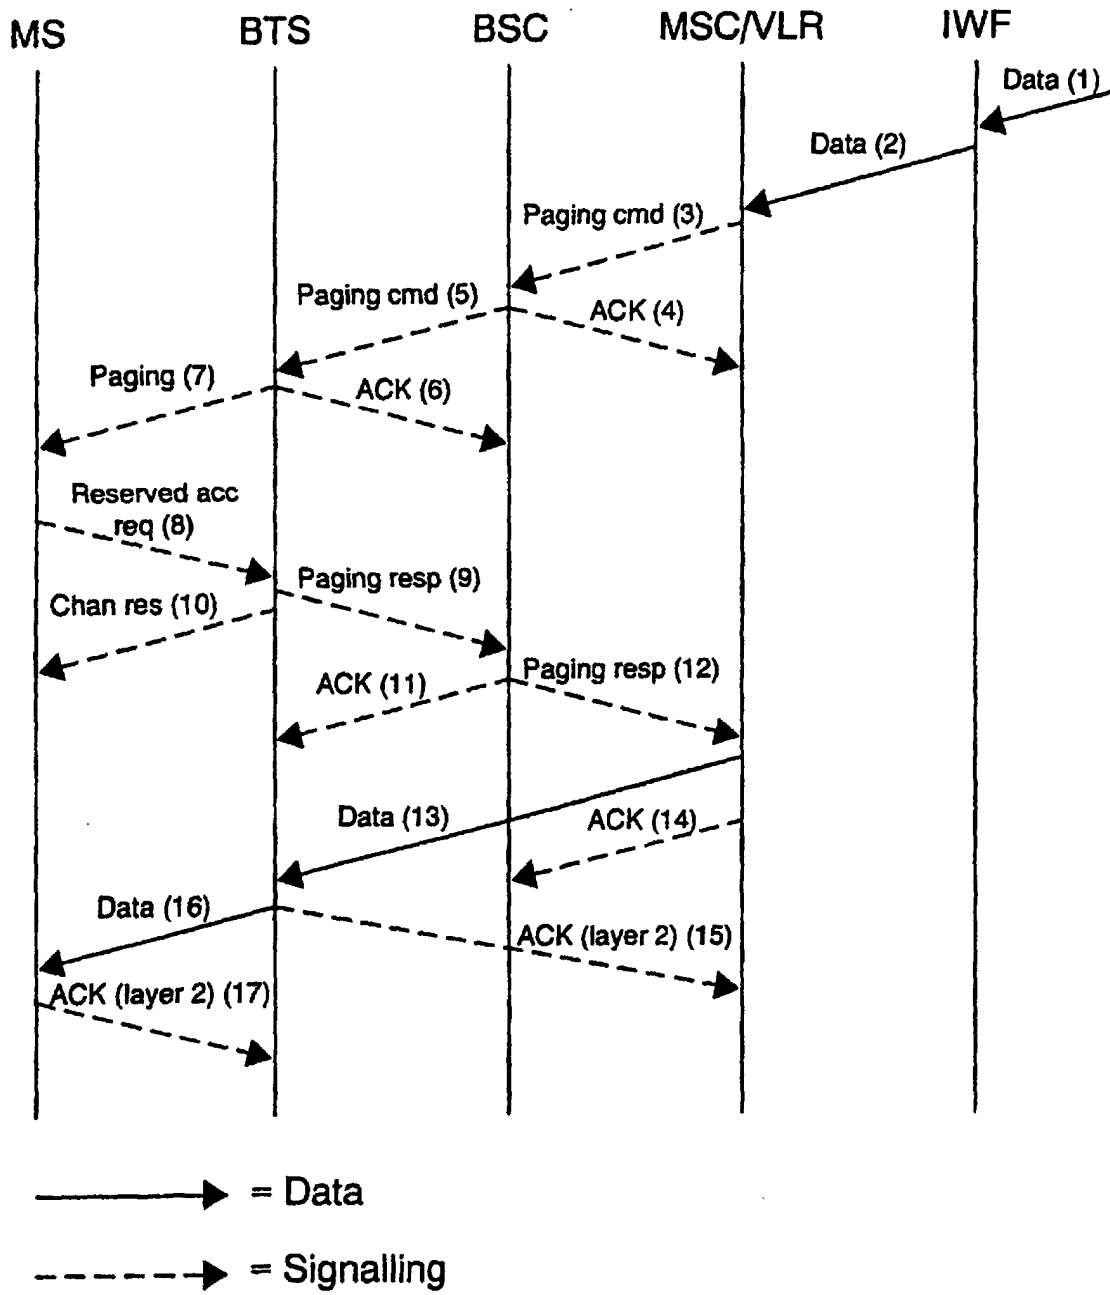 MS BTS BSC MSC/VLR IWF
Data (1)
Data (2)
Paging cmd (3)
Paging cmd (5)
ACK (4)
Paging (7)
ACK (6)
Reserved acc
req (8)
Paging resp (9)
Chan res (10)
Paging resp (12)
ACK (11)
Data (13)
ACK (14)
Data (16)
ACK (layer 2) (15)
ACK (layer 2) (17)
= Data
= Signalling